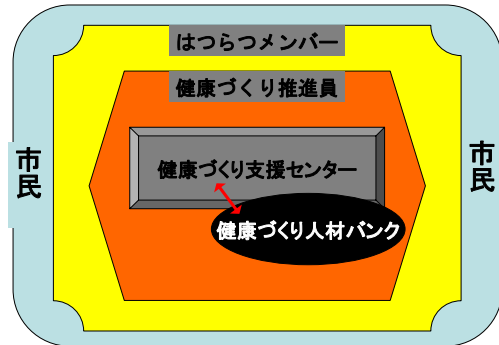 はつらつメンバー
健康づくり推進員
市民
健康づくり支援センター
市民
健康づくり人材バンク